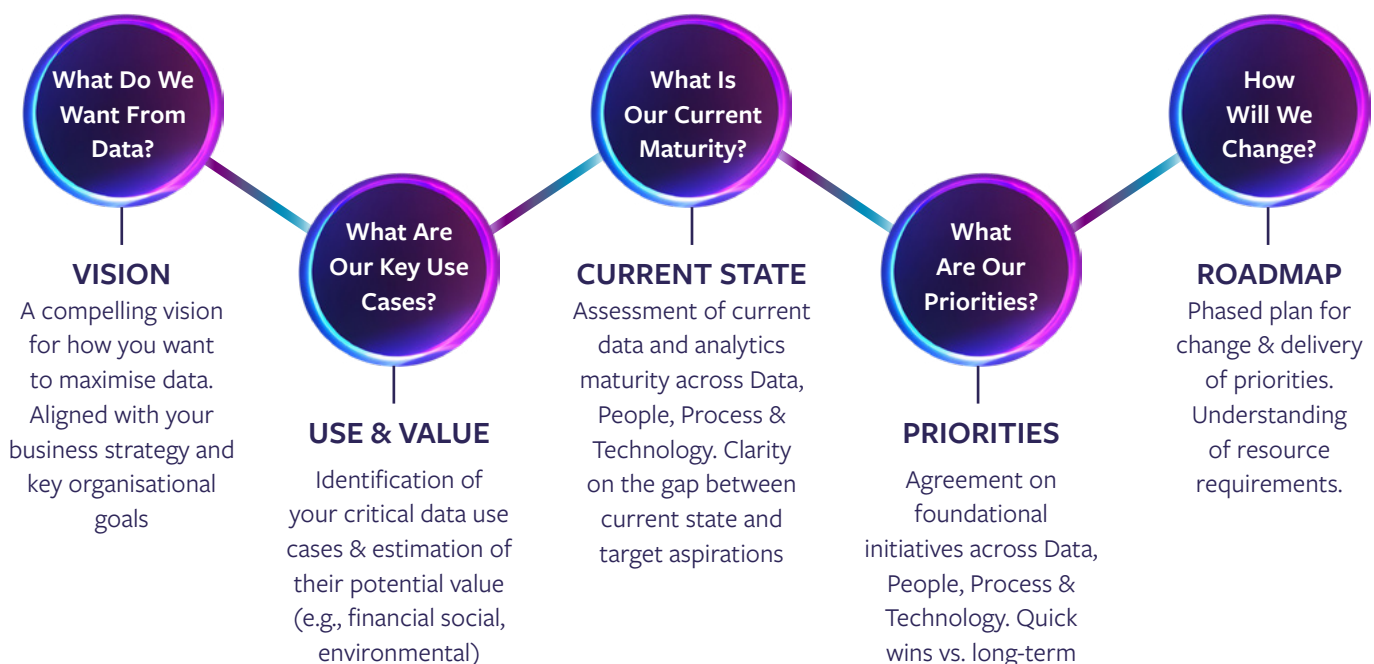 What Do We
Want From
Data?
VISION
A compelling vision
for how you want
to maximise data.
Aligned with your
business strategy and
key organisational
goals
What Are
Our Key Use
Cases?
USE & VALUE
Identification of
your critical data use
cases & estimation of
their potential value
(e.g., financial social,
environmental)
What Is
Our Current
Maturity?
CURRENT STATE
Assessment of current
data and analytics
maturity across Data,
People, Process &
Technology. Clarity
on the gap between
current state and
target aspirations
What
Are Our
Priorities?
PRIORITIES
Agreement on
foundational
initiatives across Data,
People, Process &
Technology. Quick
wins vs. long-term
How
Will We
Change?
ROADMAP
Phased plan for
change & delivery
of priorities.
Understanding
of resource
requirements.